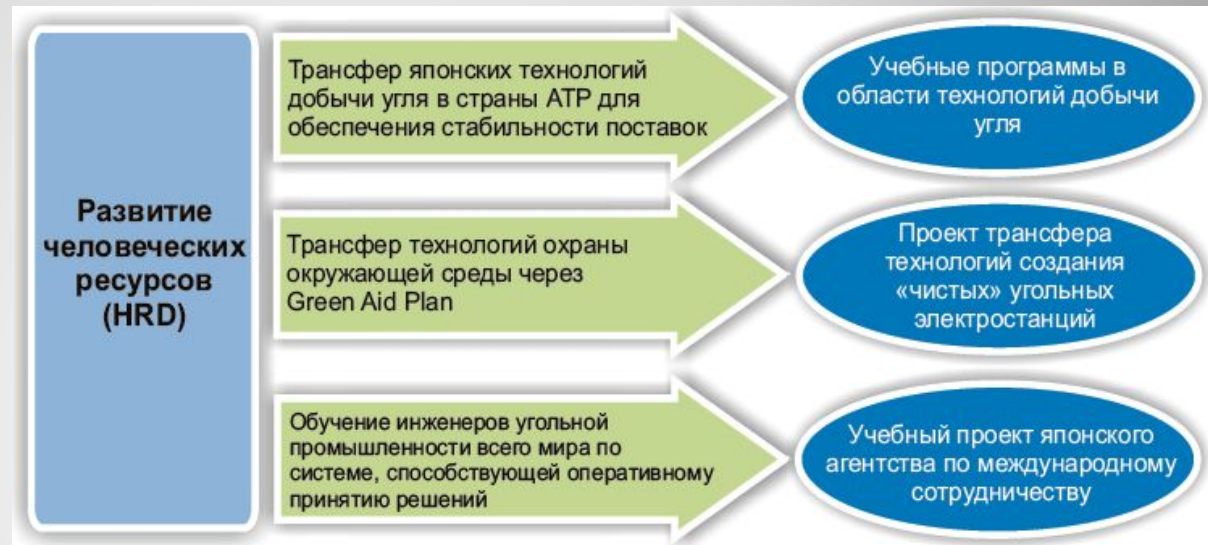 Развитие
человеческих
ресурсов
(HRD)
Трансфер японских технологий
добычи угля в страны АТР для
обеспечения стабильности поставок
Учебные программы в
области технологий добычи
угля
Трансфер технологий охраны
окружающей среды через
Green Aid Plan
Проект трансфера
технологий создания
«чистых» угольных
электростанций
Обучение инженеров угольной
промышленности всего мира по
системе, способствующей оперативному
принятию решений
Учебный проект японского
агентства по международному
сотрудничеству